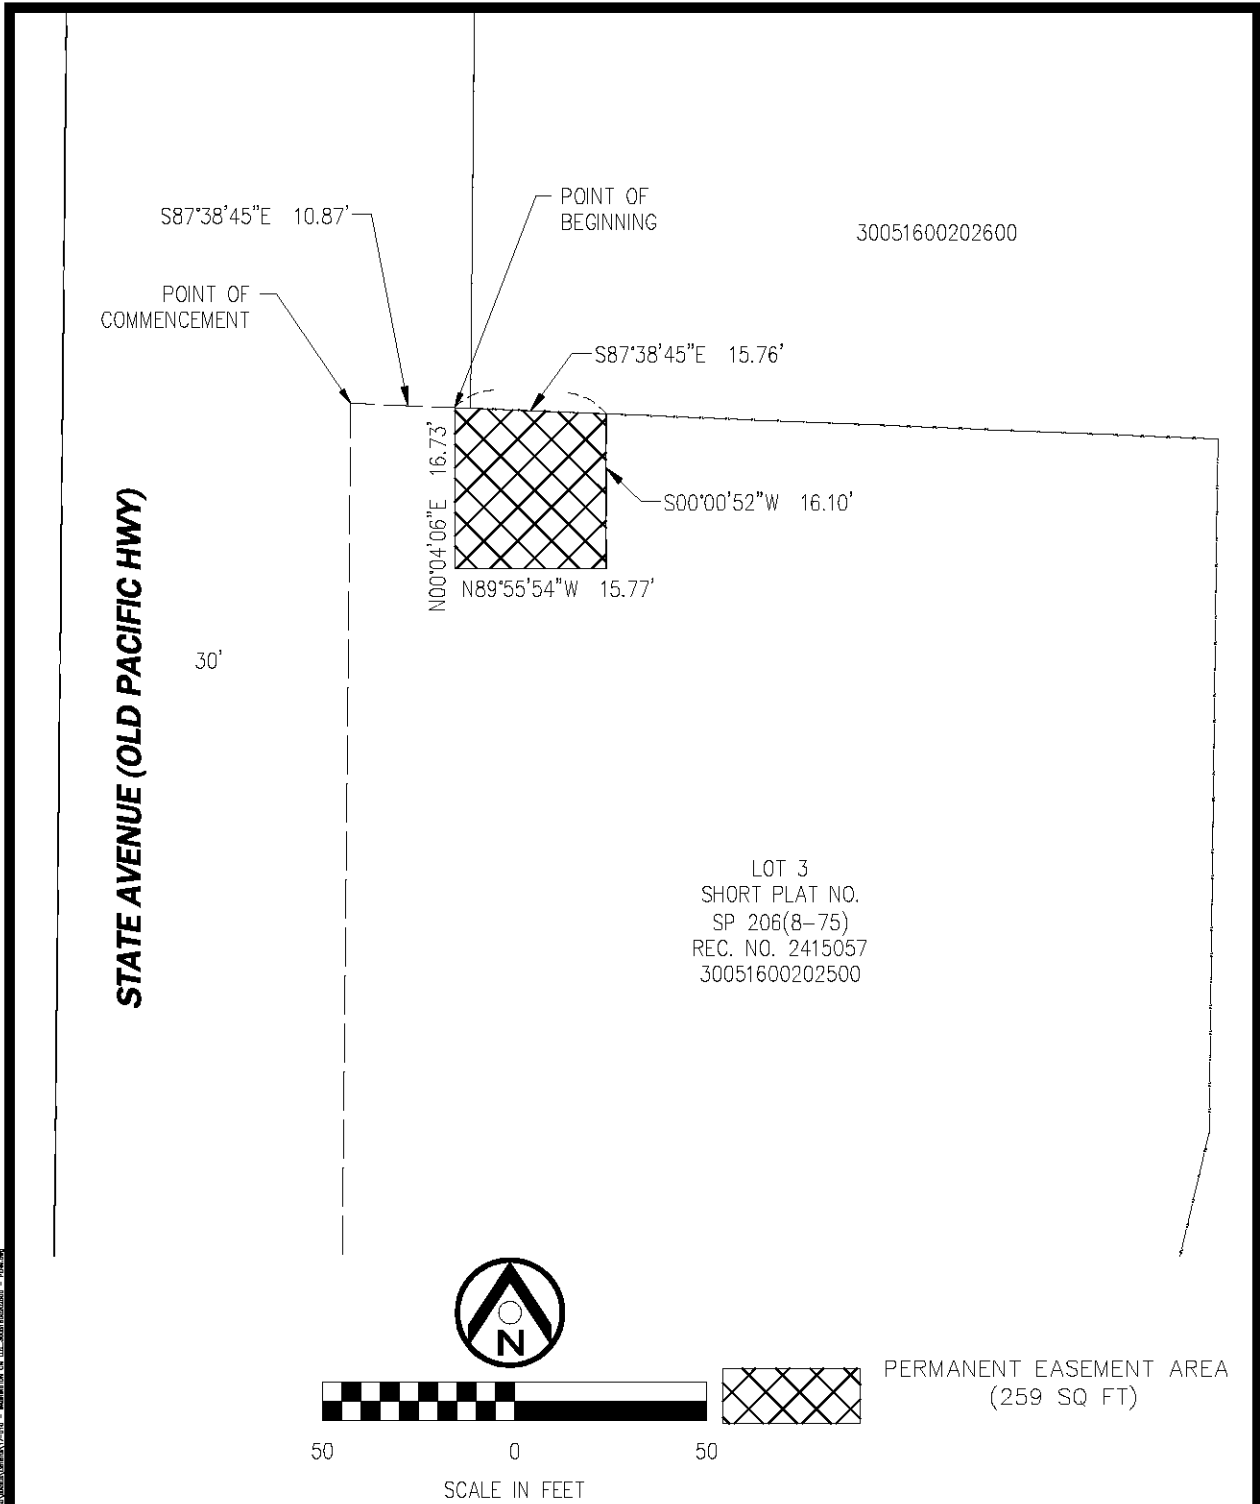 S87°38'45"E 10.87'
POINT OF
BEGINNING
30051600202600
POINT OF
COMMENCEMENT
S87°38'45"E 15.76'
N00°04'06"E 16.73'
S00°00'52"W 16.10'
N89°55'54"W 15.77'
STATE AVENUE (OLD PACIFIC HWY)
30'
LOT 3
SHORT PLAT NO.
SP 206(8-75)
REC. NO. 2415057
30051600202500
N
PERMANENT EASEMENT AREA
(259 SQ FT)
50 0 50
SCALE IN FEET